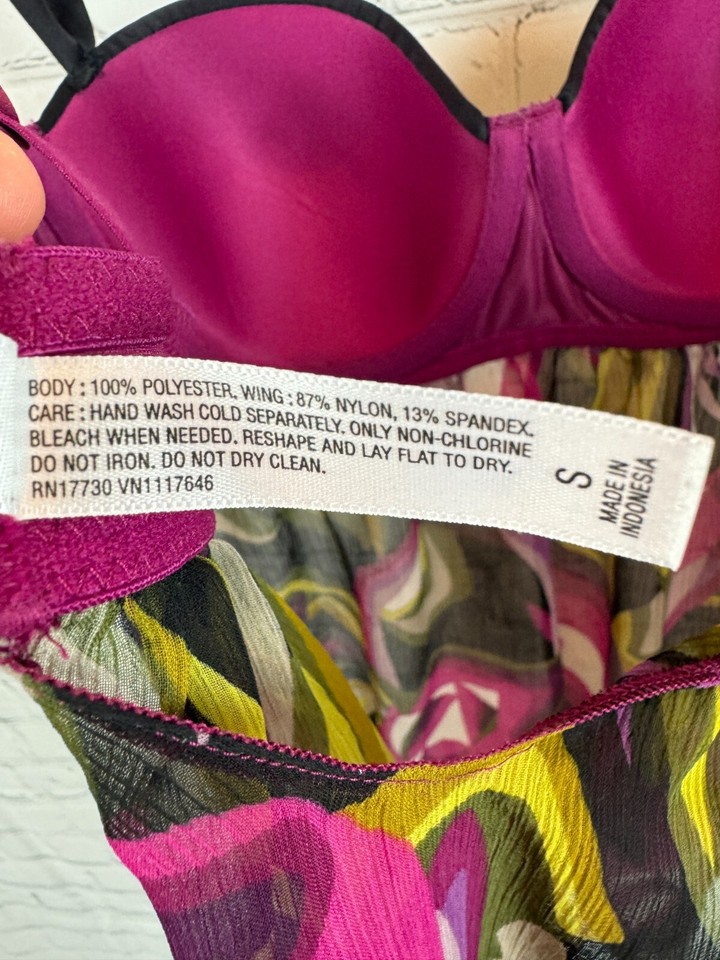 BODY : 100% POLYESTER, WING : 87% NYLON, 13% SPANDEX.
CARE : HAND WASH COLD SEPARATELY. ONLY NON-CHLORINE
BLEACH WHEN NEEDED. RESHAPE AND LAY FLAT TO DRY.
DO NOT IRON. DO NOT DRY CLEAN.
RN17730 VN1117646
S
MADE IN
INDONESIA